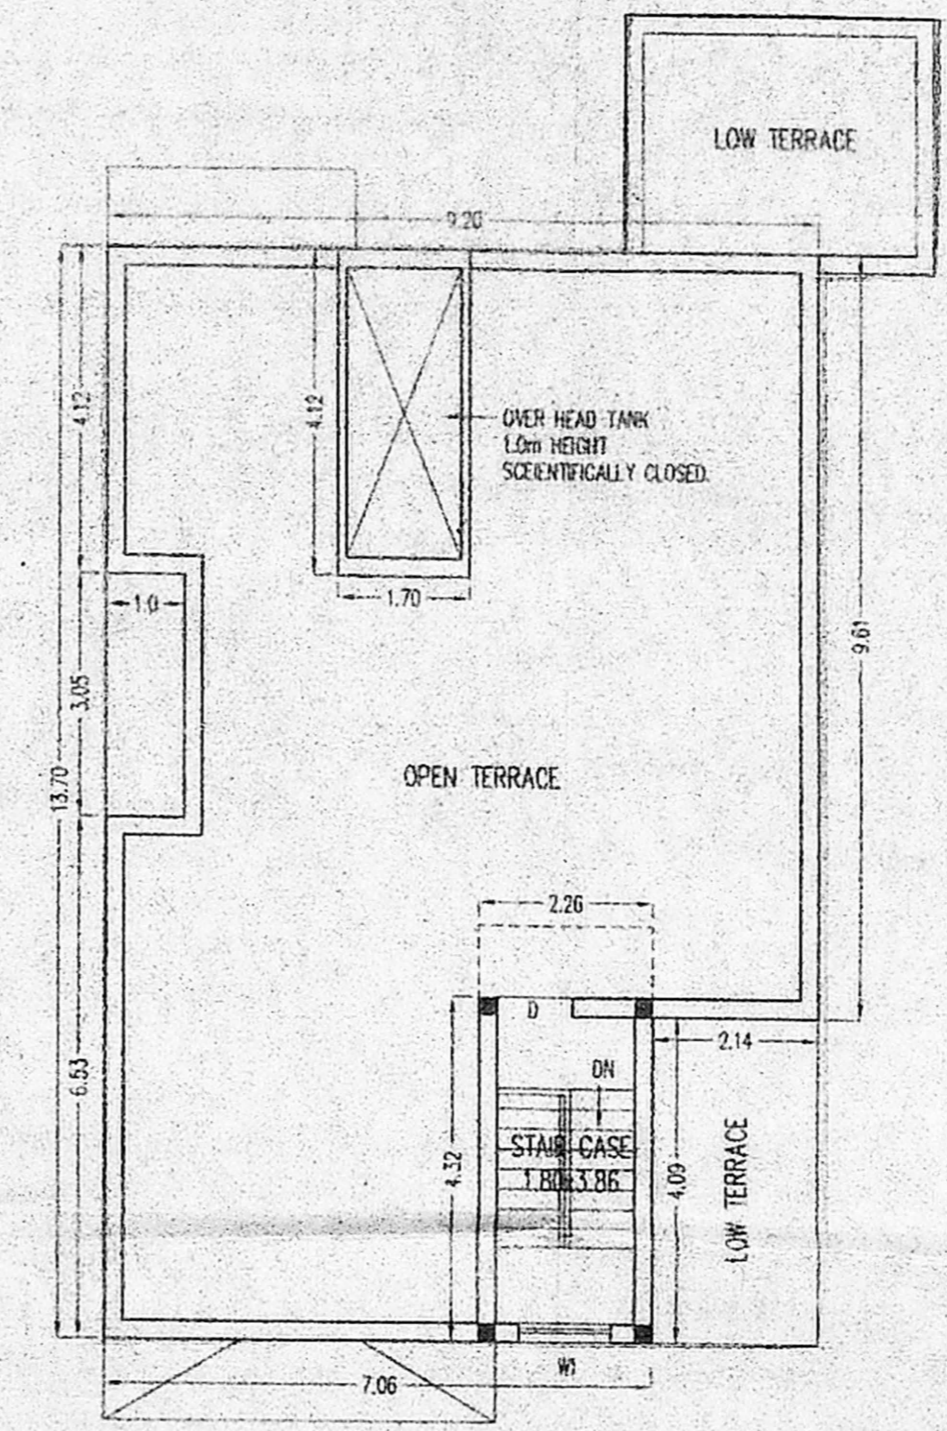 LOW TERRACE
9.20
4.12
4.12
OVER HEAD TANK
1.0m HEIGHT
SCEIENTIFICALLY CLOSED.
1.0
1.70
9.61
3.05
13.70
OPEN TERRACE
2.26
D
2.14
DN
6.53
STAIR CASE
1.80x3.86
4.32
4.09
LOW TERRACE
W1
7.06